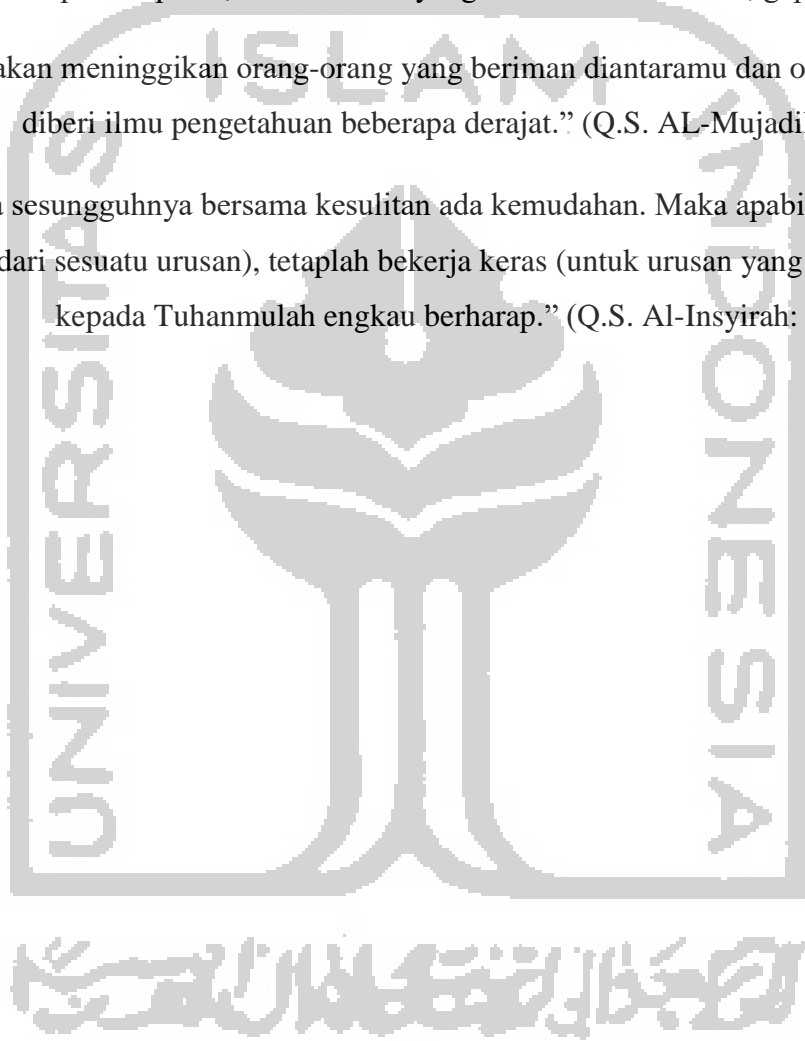 akan meninggikan orang-orang yang beriman diantaramu dan o
diberi ilmu pengetahuan beberapa derajat.” (Q.S. AL-Mujadil
sesungguhnya bersama kesulitan ada kemudahan. Maka apabi
dari sesuatu urusan), tetaplah bekerja keras (untuk urusan yang
kepada Tuhanmulah engkau berharap.” (Q.S. Al-Insyirah:
ISLAM
UNIVERSITAS
INDONESIA